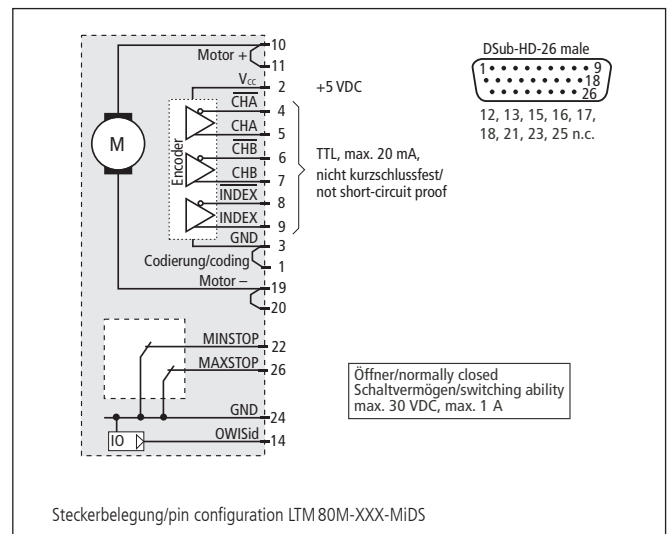 10
Motor +
11
Vcc
2
+5 VDC
CHA
4
CHA
5
CHB
6
CHB
7
INDEX
8
INDEX
9
Encoder
M
TTL, max. 20 mA,
nicht kurzschlussfest/
not short-circuit proof
GND
3
Codierung/coding
1
Motor –
19
20
MINSTOP
22
MAXSTOP
26
GND
24
OWISid
14
IO
DSub-HD-26 male
1 9
18
26
12, 13, 15, 16, 17,
18, 21, 23, 25 n.c.
Öffner/normally closed
Schaltvermögen/switching ability
max. 30 VDC, max. 1 A
Steckerbelegung/pin configuration LTM 80M-XXX-MiDS